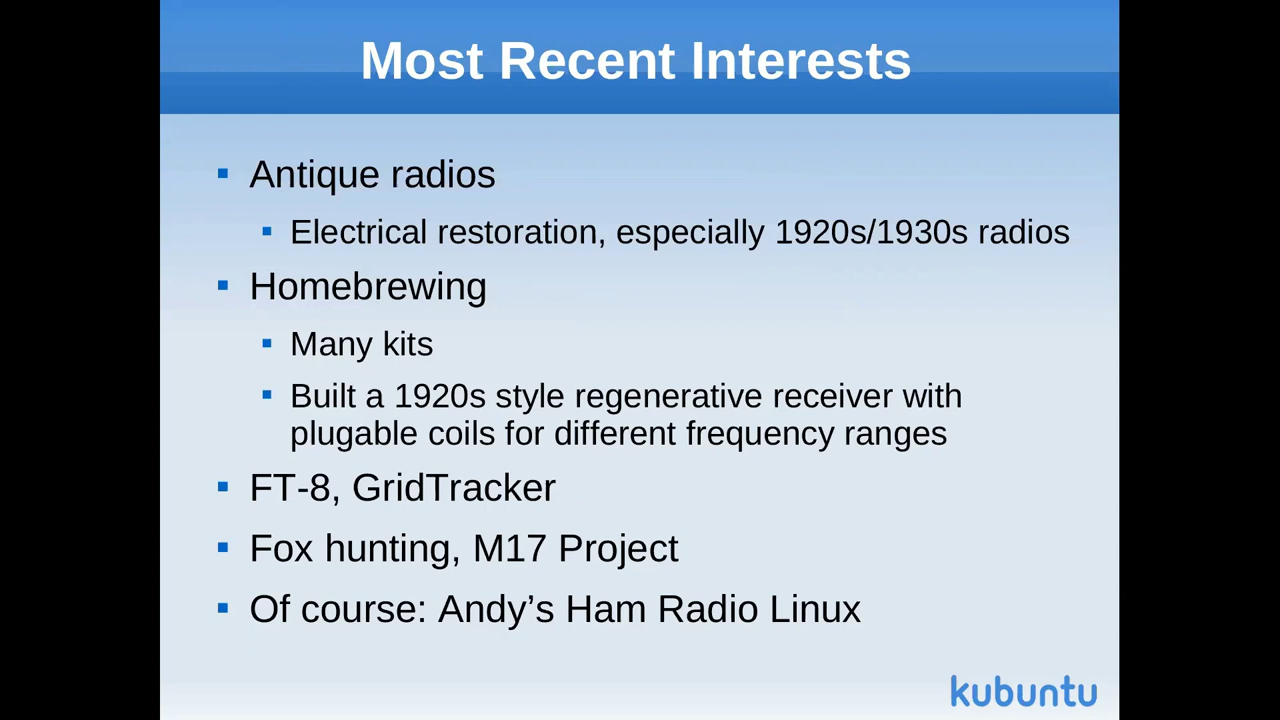 Most Recent Interests
Antique radios
Electrical restoration, especially 1920s/1930s radios
Homebrewing
Many kits
Built a 1920s style regenerative receiver with
plugable coils for different frequency ranges
FT-8, GridTracker
Fox hunting, M17 Project
Of course: Andy’s Ham Radio Linux
kubuntu